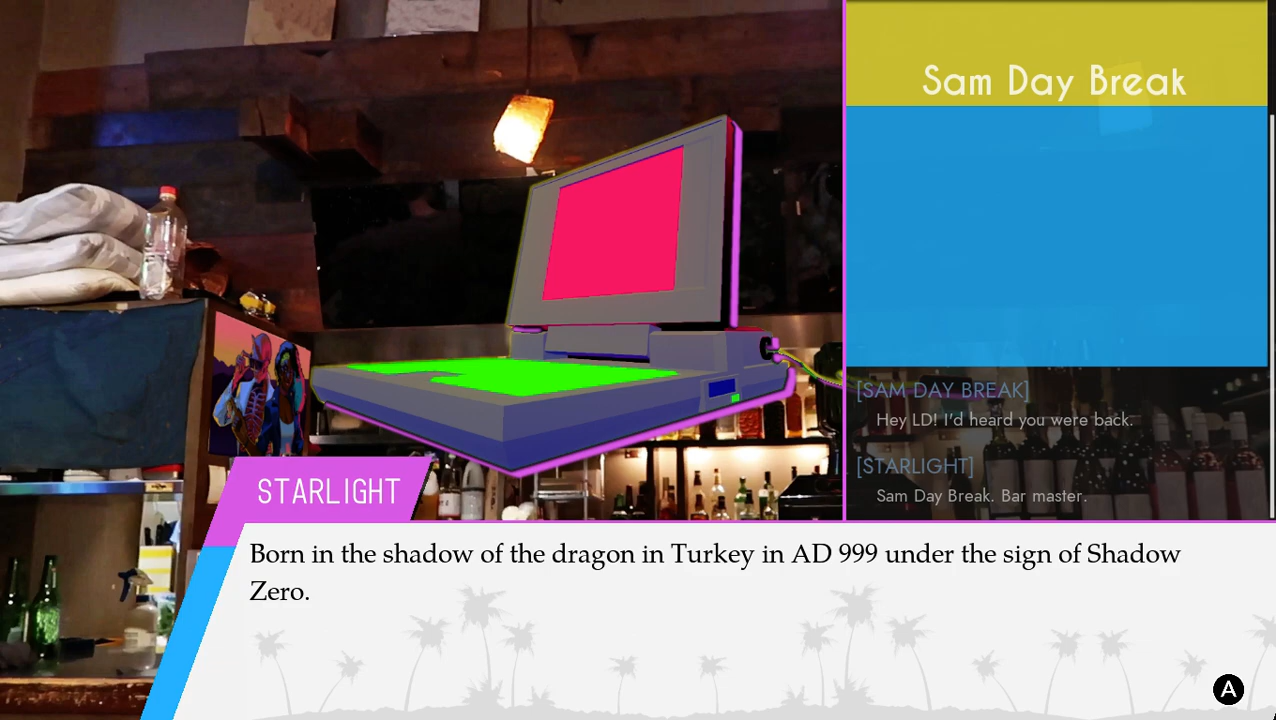 Sam Day Break
[SAM DAY BREAK]
Hey LD! I'd heard you were back.
[STARLIGHT]
Sam Day Break. Bar master.
STARLIGHT
Born in the shadow of the dragon in Turkey in AD 999 under the sign of Shadow
Zero.
A